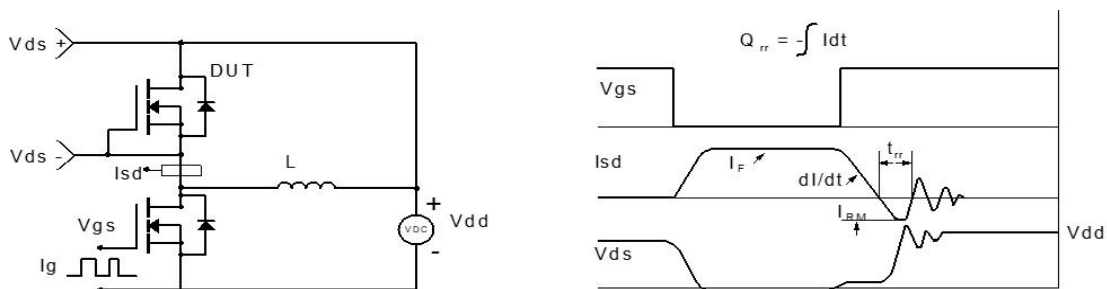 Vds +
DUT
Vds -
Isd
L
Vgs
Ig
+
VDC
-
Vdd
Q rr = - ∫ Idt
Vgs
Isd
I F
dI/dt
t rr
I RM
Vds
Vdd